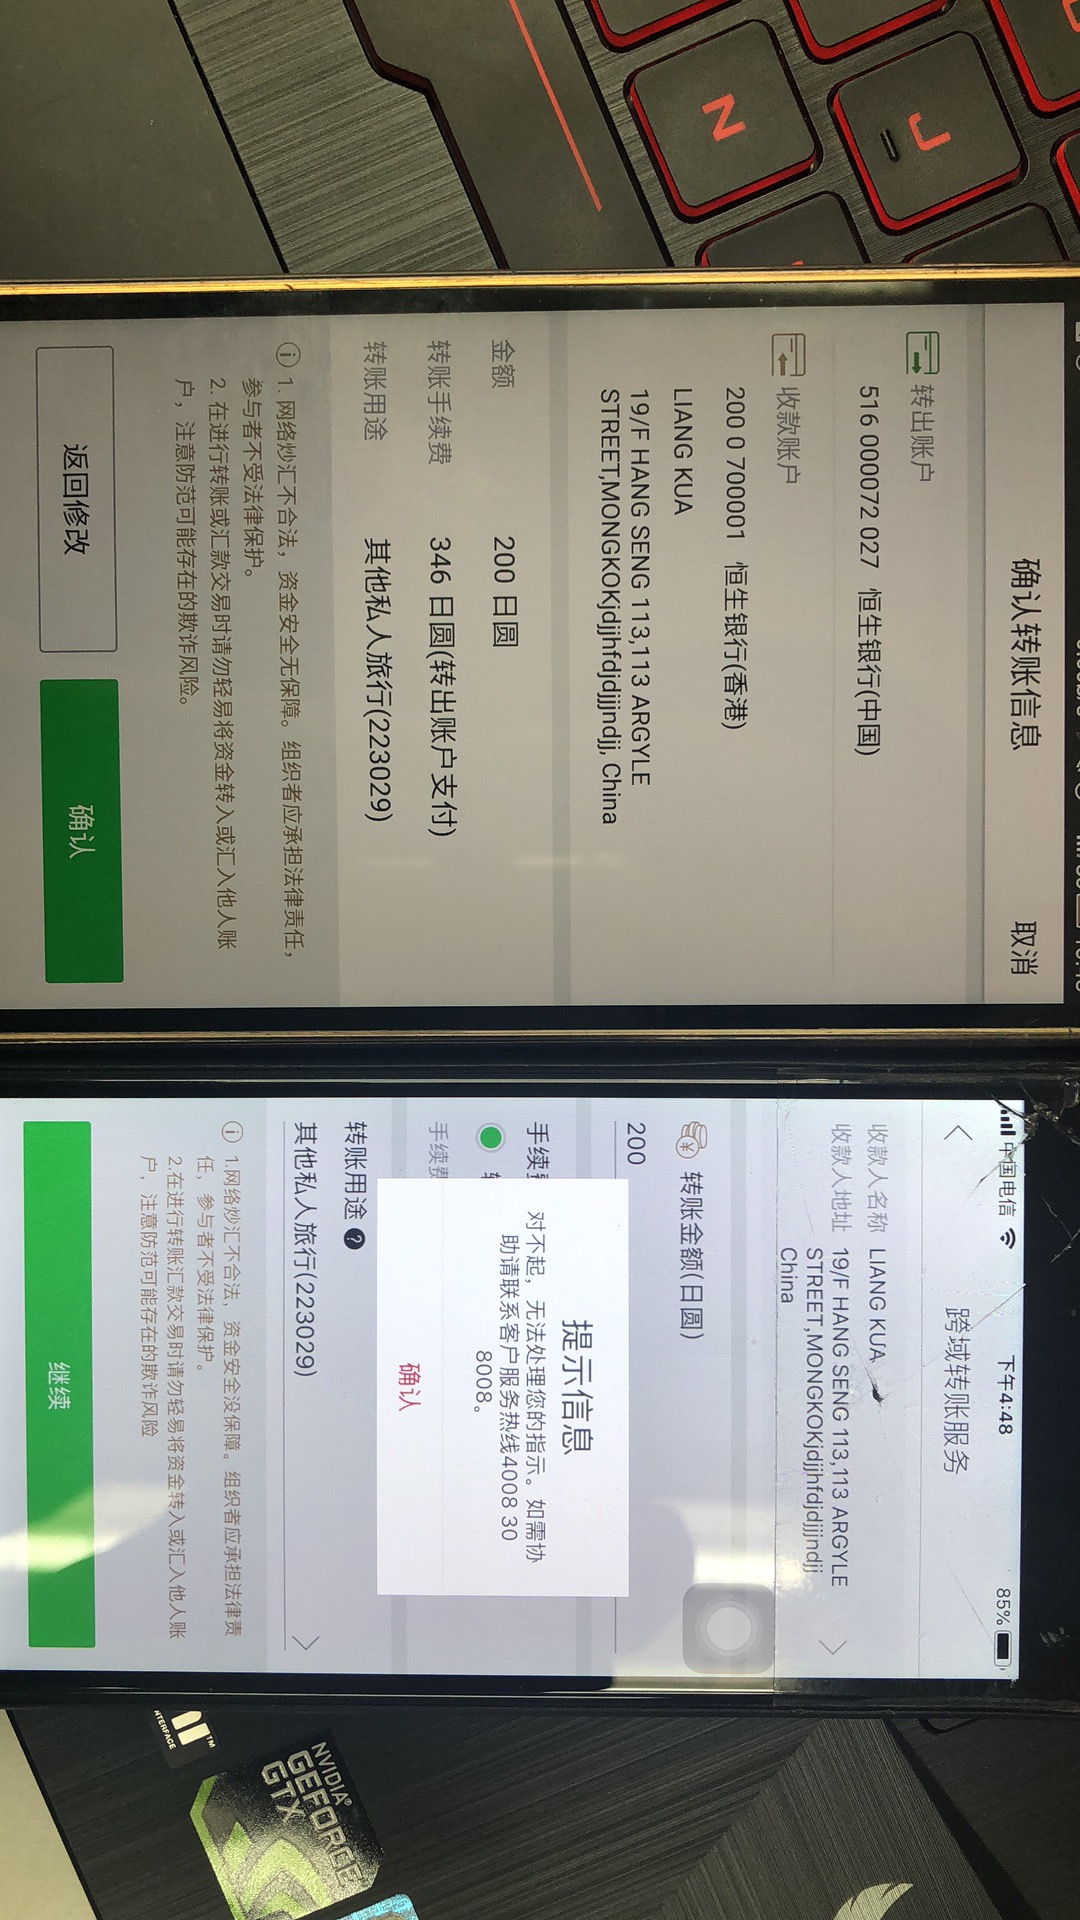 N
J
确认转账信息
取消
转出账户
516 000072 027 恒生银行(中国)
收款账户
200 0 700001 恒生银行(香港)
LIANG KUA
19/F HANG SENG 113,113 ARGYLE
STREET,MONGKOKjdjjhfdjdjjjndjj, China
金额 200 日圆
转账手续费 346 日圆(转出账户支付)
转账用途 其他私人旅行(223029)
1. 网络炒汇不合法，资金安全无保障。组织者应承担法律责任，
参与者不受法律保护。
2. 在进行转账或汇款交易时请勿轻易将资金转入或汇入他人账
户，注意防范可能存在的欺诈风险。
返回修改
确认
中国电信
下午4:48
85%
跨域转账服务
收款人名称 LIANG KUA
收款人地址 19/F HANG SENG 113,113 ARGYLE
STREET,MONGKOKjdjjhfdjdjjjndjj
China
转账金额(日圆)
200
手续
手续费
提示信息
对不起，无法处理您的指示。如需协
助请联系客户服务热线4008 30
8008。
确认
转账用途 ?
其他私人旅行(223029)
1.网络炒汇不合法，资金安全没保障。组织者应承担法律责
任，参与者不受法律保护。
2.在进行转账汇款交易时请勿轻易将资金转入或汇入他人账
户，注意防范可能存在的欺诈风险
继续
NTERFACE
NVIDIA®
GEFORCE
GTX